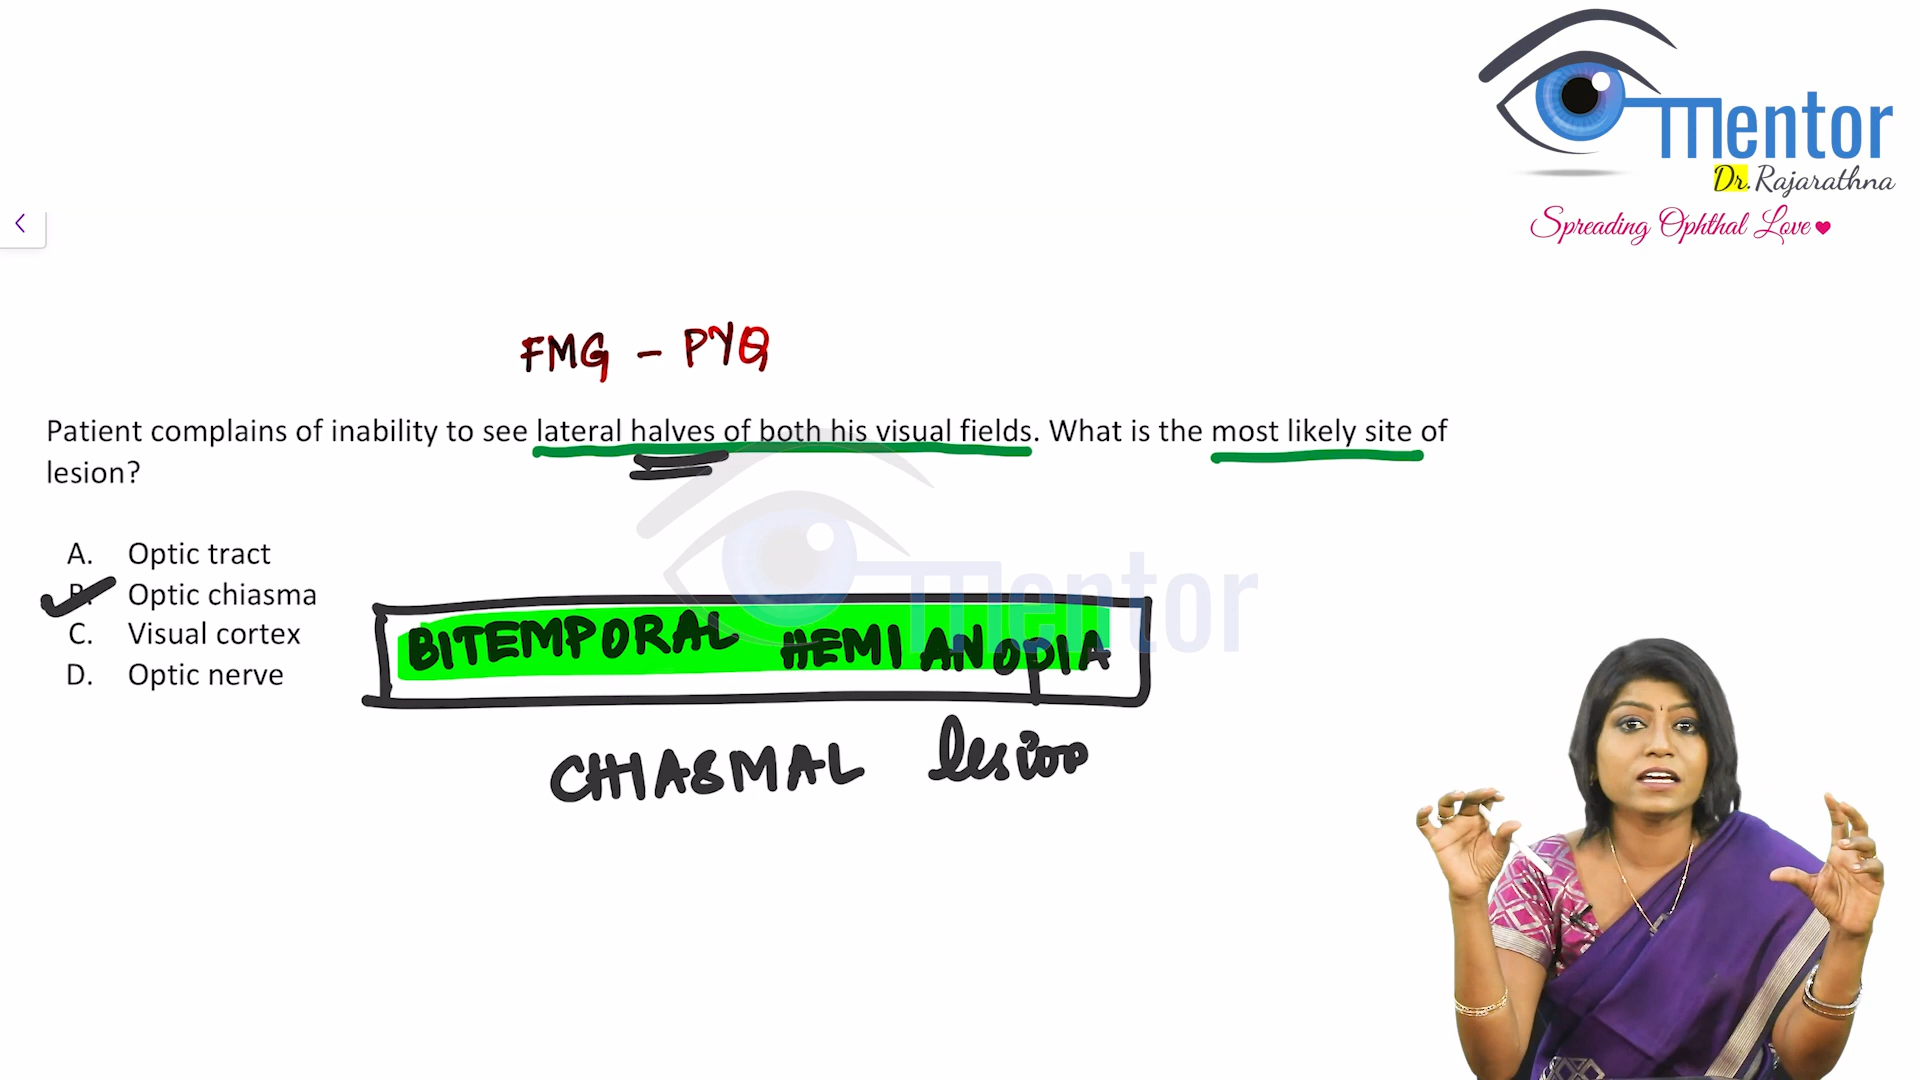 mentor
Dr. Rajarathna
Spreading Ophthal Love
FMG - PYQ
Patient complains of inability to see lateral halves of both his visual fields. What is the most likely site of
lesion?
A. Optic tract
B. Optic chiasma
C. Visual cortex
D. Optic nerve
mentor
BITEMPORAL HEMIANOPIA
CHIASMAL lesion